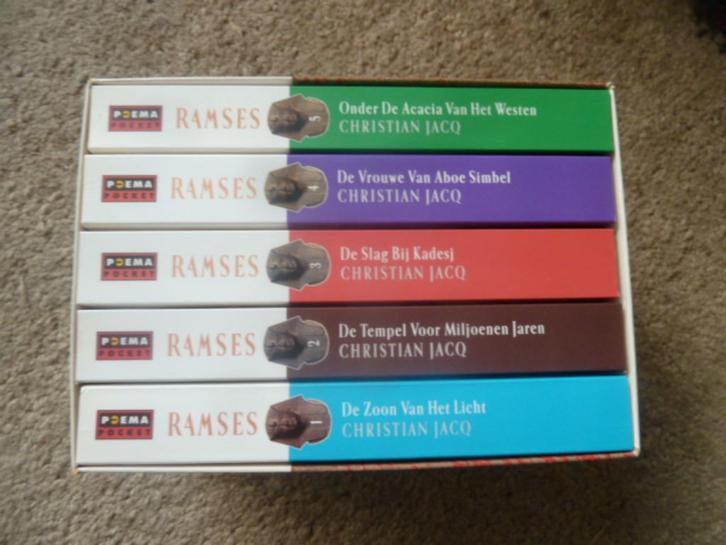 POEMA
POCKET
RAMSES
5
Onder De Acacia Van Het Westen
CHRISTIAN JACQ
POEMA
POCKET
RAMSES
4
De Vrouwe Van Aboe Simbel
CHRISTIAN JACQ
POEMA
POCKET
RAMSES
3
De Slag Bij Kadesj
CHRISTIAN JACQ
POEMA
POCKET
RAMSES
2
De Tempel Voor Miljoenen Jaren
CHRISTIAN JACQ
POEMA
POCKET
RAMSES
1
De Zoon Van Het Licht
CHRISTIAN JACQ